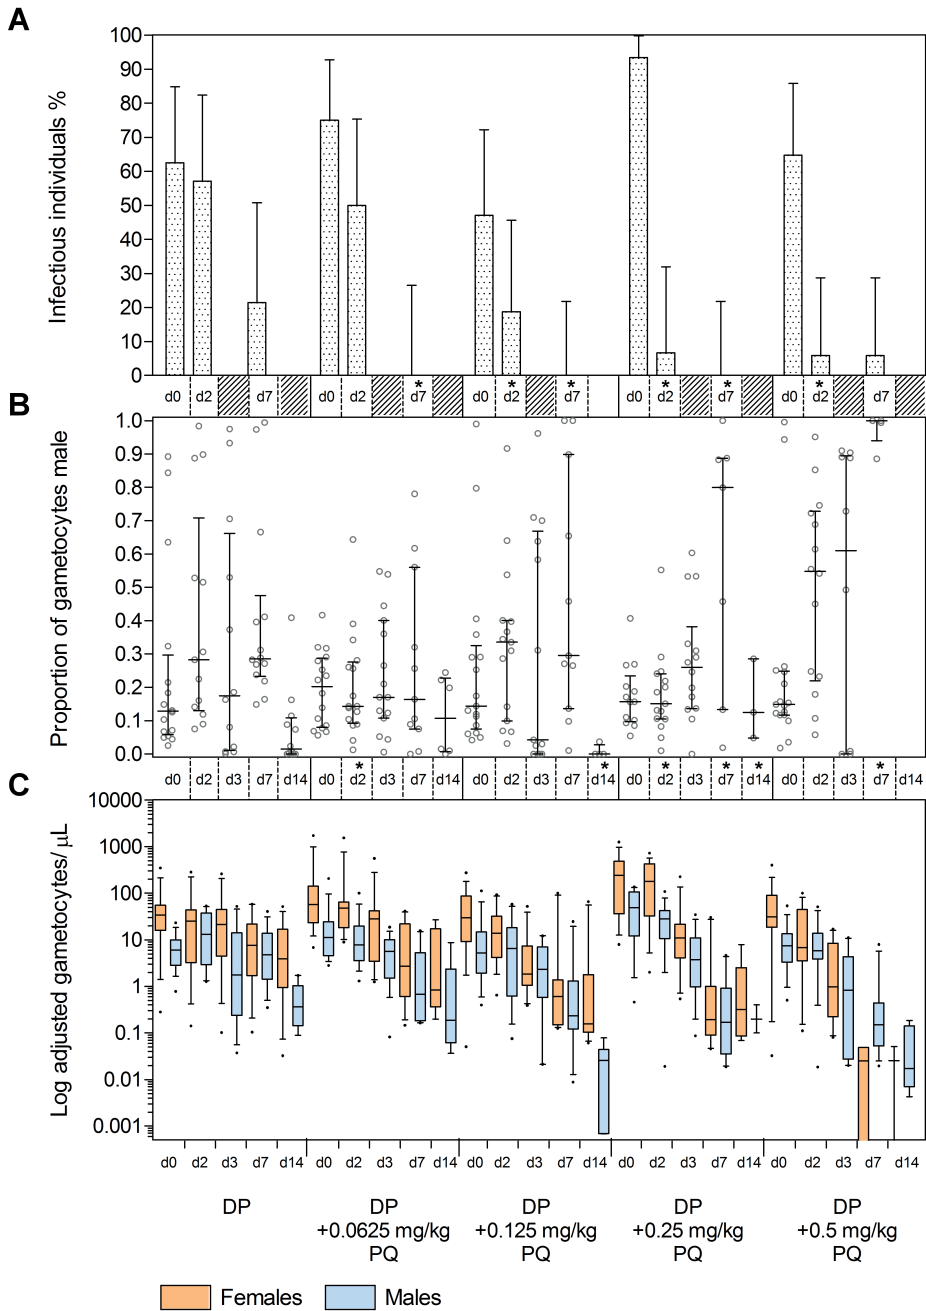 A
Infectious individuals %
100
90
80
70
60
50
40
30
20
10
0
* * * * * *
d0 d2 d7 d0 d2 d7 d0 d2 d7 d0 d2 d7 d0 d2 d7
B
Proportion of gametocytes male
1.0
0.9
0.8
0.7
0.6
0.5
0.4
0.3
0.2
0.1
0.0
* * * * * *
d0 d2 d3 d7 d14 d0 d2 d3 d7 d14 d0 d2 d3 d7 d14 d0 d2 d3 d7 d14 d0 d2 d3 d7 d14
C
Log adjusted gametocytes/ μL
10000
1000
100
10
1
0.1
0.01
0.001
d0 d2 d3 d7 d14 d0 d2 d3 d7 d14 d0 d2 d3 d7 d14 d0 d2 d3 d7 d14 d0 d2 d3 d7 d14
DP
DP
+0.0625 mg/kg
PQ
DP
+0.125 mg/kg
PQ
DP
+0.25 mg/kg
PQ
DP
+0.5 mg/kg
PQ
Females
Males